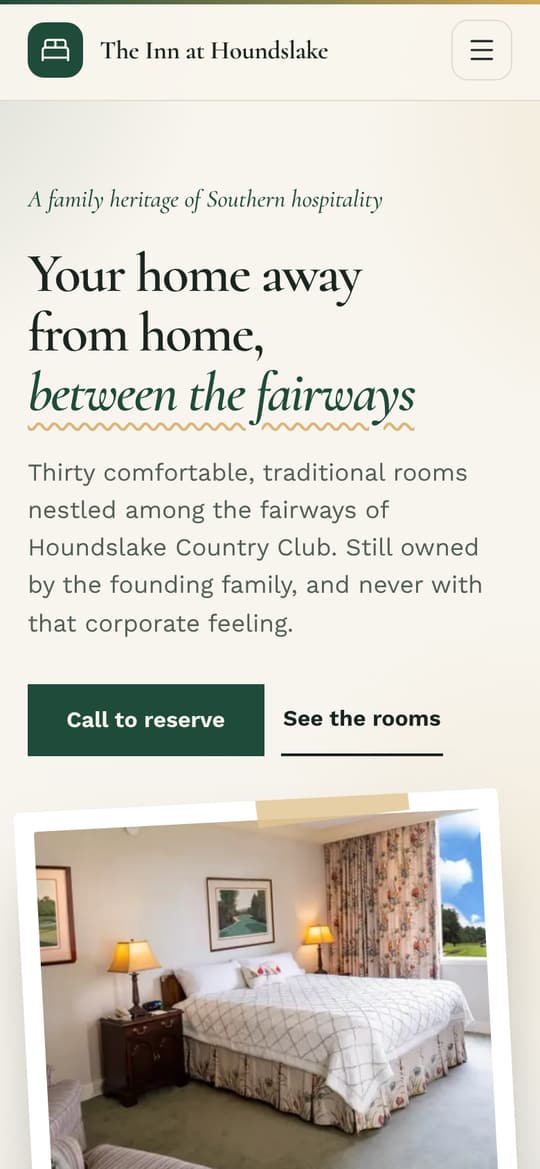 The Inn at Houndslake
A family heritage of Southern hospitality
Your home away
from home,
between the fairways
Thirty comfortable, traditional rooms
nestled among the fairways of
Houndslake Country Club. Still owned
by the founding family, and never with
that corporate feeling.
Call to reserve
See the rooms